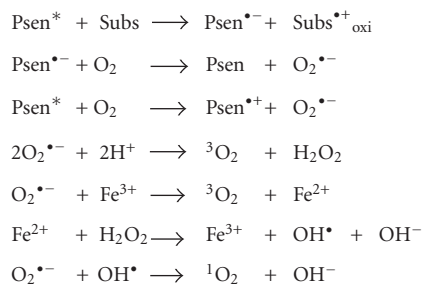 Psen* + Subs ⟶ Psen•− + Subs•+oxi
Psen•− + O₂ ⟶ Psen + O₂•−
Psen* + O₂ ⟶ Psen•+ + O₂•−
2O₂•− + 2H⁺ ⟶ ³O₂ + H₂O₂
O₂•− + Fe³⁺ ⟶ ³O₂ + Fe²⁺
Fe²⁺ + H₂O₂ ⟶ Fe³⁺ + OH• + OH⁻
O₂•− + OH• ⟶ ¹O₂ + OH⁻